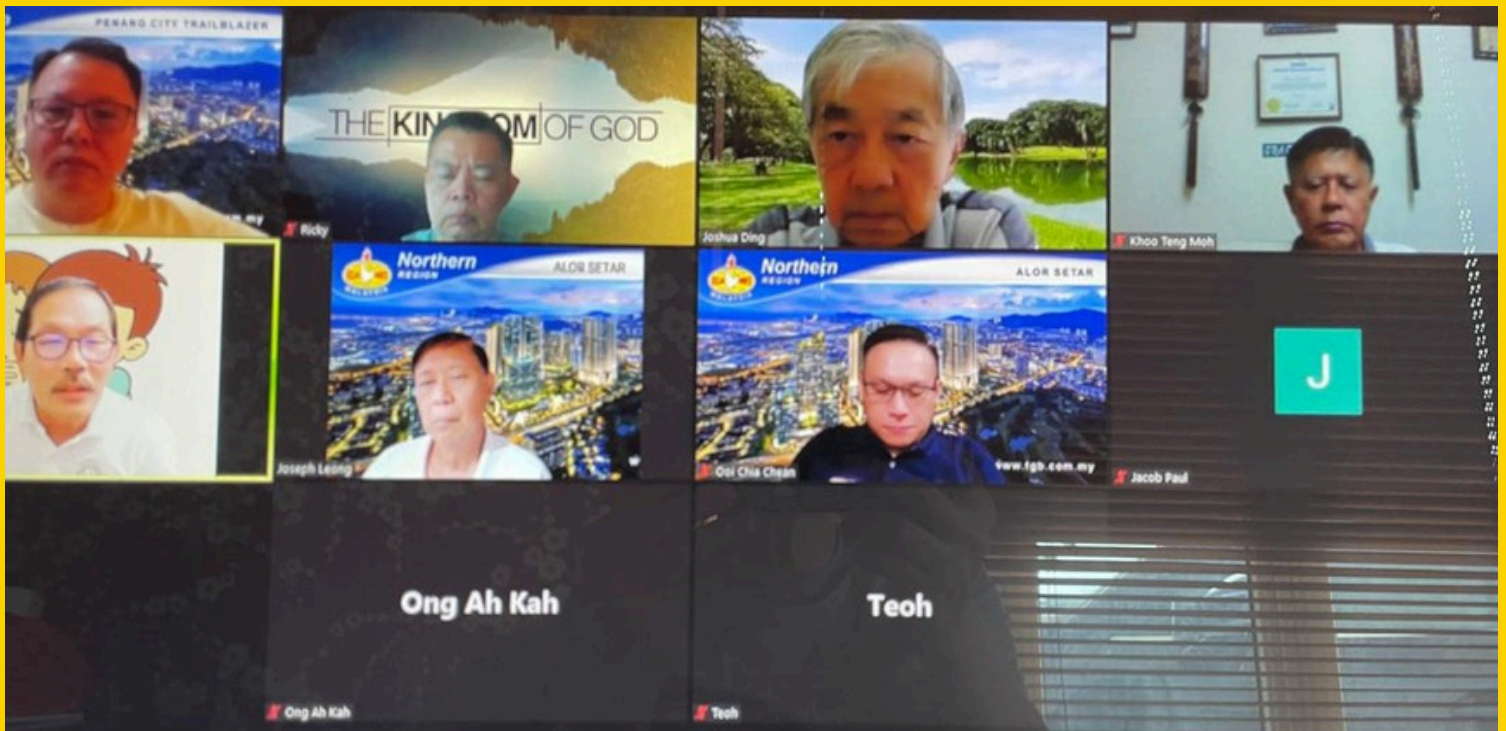 PENANG CITY TRAILBLAZER
THE KINGDOM OF GOD
Ricky
Joshua Ding
Khoo Teng Moh
Northern
REGION
MALAYSIA
ALOR SETAR
Joseph Leong
Northern
REGION
MALAYSIA
ALOR SETAR
www.fgb.com.my
Ooi Chia Chean
J
Jacob Paul
Ong Ah Kah
Ong Ah Kah
Teoh
Teoh